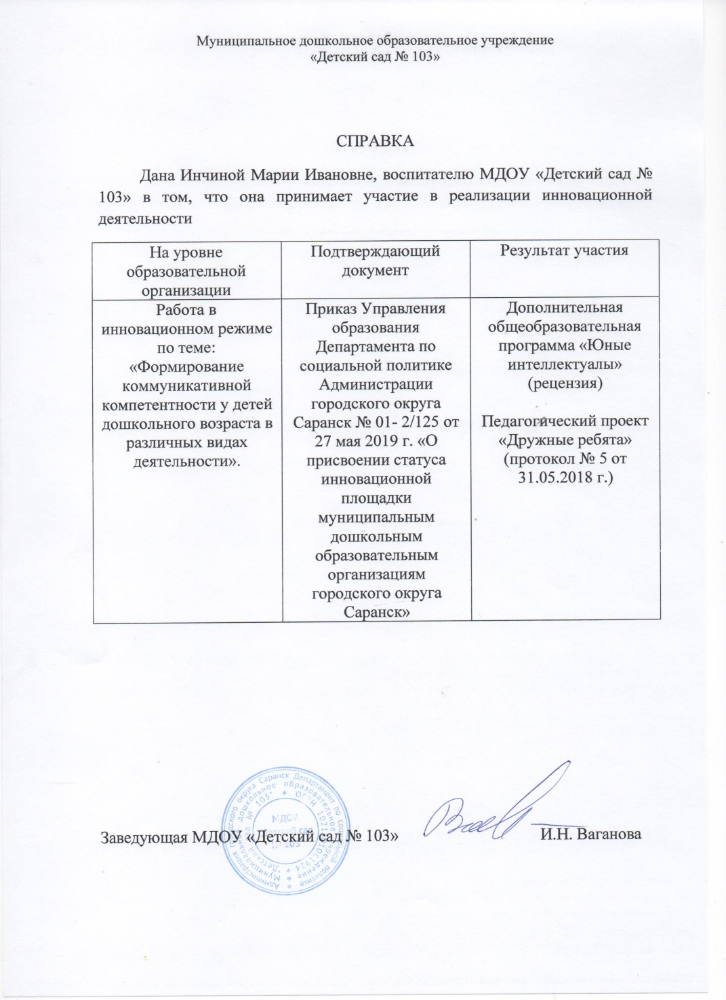 Муниципальное дошкольное образовательное учреждение
«Детский сад № 103»
СПРАВКА
Дана Инчиной Марии Ивановне, воспитателю МДОУ «Детский сад №
103» в том, что она принимает участие в реализации инновационной
деятельности
На уровне
образовательной
организации
Подтверждающий
документ
Результат участия
Работа в
инновационном режиме
по теме:
«Формирование
коммуникативной
компетентности у детей
дошкольного возраста в
различных видах
деятельности».
Приказ Управления
образования
Департамента по
социальной политике
Администрации
городского округа
Саранск № 01- 2/125 от
27 мая 2019 г. «О
присвоении статуса
инновационной
площадки
муниципальным
дошкольным
образовательным
организациям
городского округа
Саранск»
Дополнительная
общеобразовательная
программа «Юные
интеллектуалы»
(рецензия)
Педагогический проект
«Дружные ребята»
(протокол № 5 от
31.05.2018 г.)
Заведующая МДОУ «Детский сад № 103»
И.Н. Ваганова
Администрация городского округа Саранск Департамент по социальной политике
Муниципальное дошкольное образовательное учреждение
"Детский сад № 103" * ОГРН
МДОУ
Детский сад
№ 103